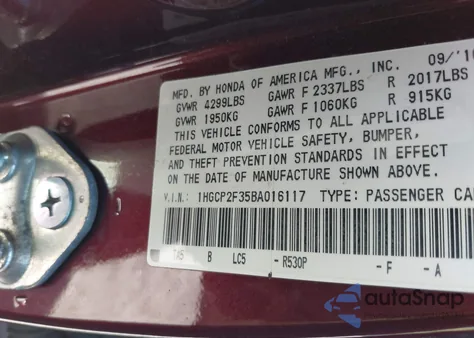 MFD. BY HONDA OF AMERICA MFG., INC. 09/'10
GVWR 4299LBS GAWR F 2337LBS R 2017LBS
GVWR 1950KG GAWR F 1060KG R 915KG
THIS VEHICLE CONFORMS TO ALL APPLICABLE
FEDERAL MOTOR VEHICLE SAFETY, BUMPER,
AND THEFT PREVENTION STANDARDS IN EFFECT
ON THE DATE OF MANUFACTURE SHOWN ABOVE.
V.I.N. 1HGCP2F35BA016117 TYPE: PASSENGER CAR
B LC5 - R530P - F - A
autoSnap